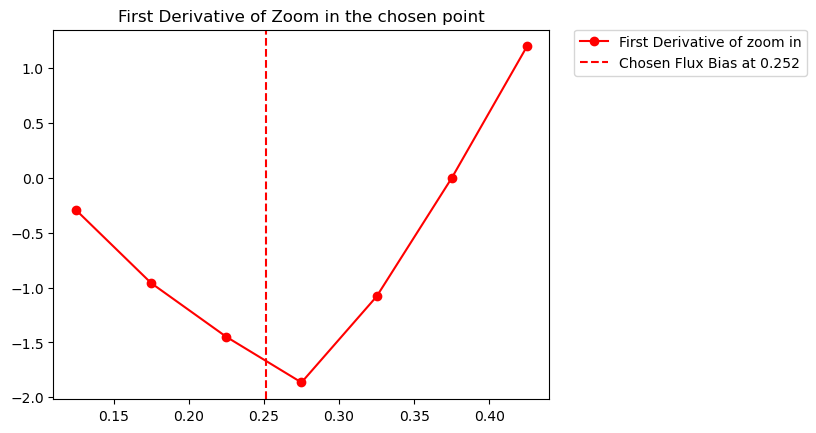 First Derivative of Zoom in the chosen point
First Derivative of zoom in
Chosen Flux Bias at 0.252
1.0
0.5
0.0
−0.5
−1.0
−1.5
−2.0
0.15 0.20 0.25 0.30 0.35 0.40